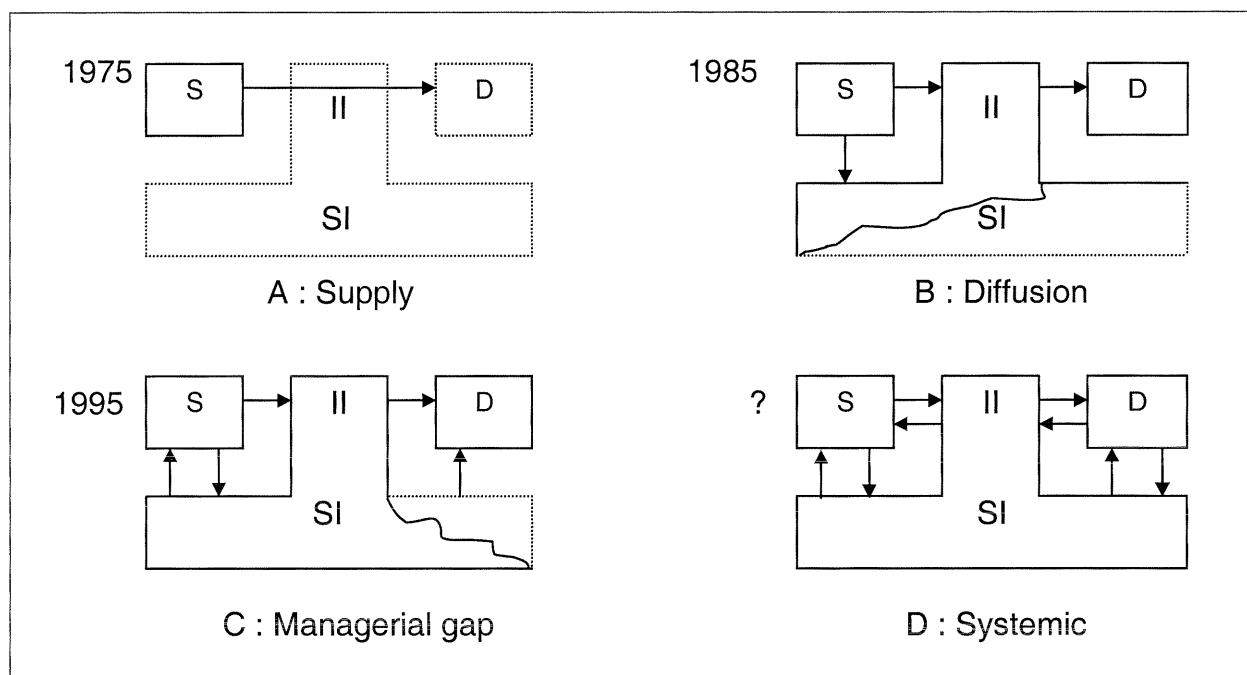 1975
S
II
D
SI
A : Supply
1985
S
II
D
SI
B : Diffusion
1995
S
II
D
SI
C : Managerial gap
?
S
II
D
SI
D : Systemic